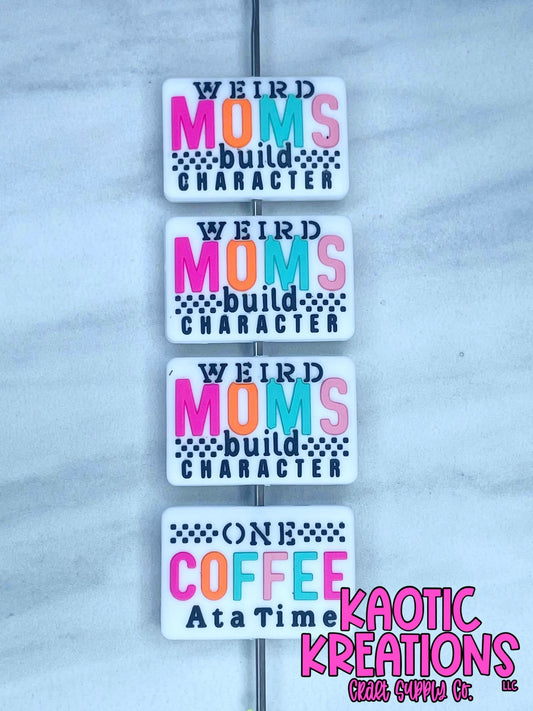 WEIRD
MOMS
build
CHARACTER
WEIRD
MOMS
build
CHARACTER
WEIRD
MOMS
build
CHARACTER
ONE
COFFEE
At a Time
KAOTIC
KREATIONS
Craft Supply Co. LLC